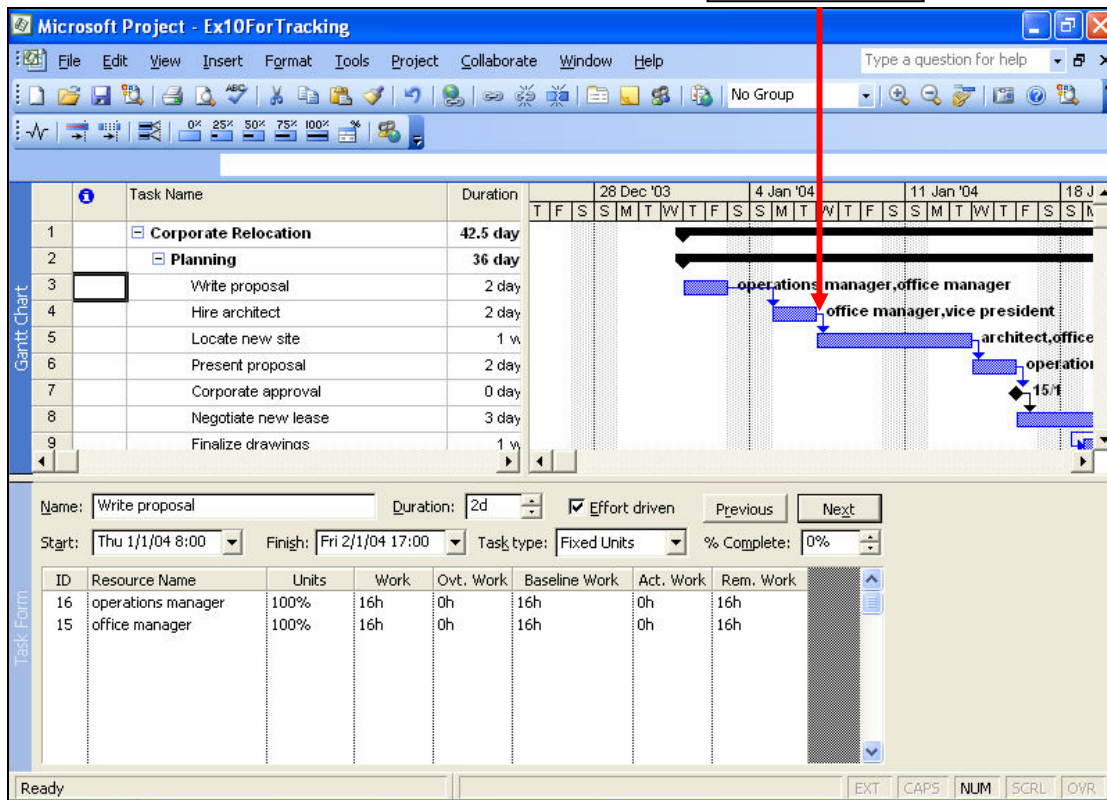 Microsoft Project - Ex10ForTracking
File Edit View Insert Format Tools Project Collaborate Window Help Type a question for help
ABC No Group
0% 25% 50% 75% 100% %
Task Name Duration 28 Dec '03 4 Jan '04 11 Jan '04 18 J
T F S S M T W T F S S M T W T F S S M T W T F S S M
1 Corporate Relocation 42.5 day
2 Planning 36 day
3 Write proposal 2 day operations manager,office manager
4 Hire architect 2 day office manager,vice president
5 Locate new site 1 w architect,office
6 Present proposal 2 day operation
7 Corporate approval 0 day 15/1
8 Negotiate new lease 3 day
9 Finalize drawings 1 w
Gantt Chart
Name: Write proposal Duration: 2d Effort driven Previous Next
Start: Thu 1/1/04 8:00 Finish: Fri 2/1/04 17:00 Task type: Fixed Units % Complete: 0%
ID Resource Name Units Work Ovt. Work Baseline Work Act. Work Rem. Work
16 operations manager 100% 16h 0h 16h 0h 16h
15 office manager 100% 16h 0h 16h 0h 16h
Task Form
Ready EXT CAPS NUM SCRL OVR